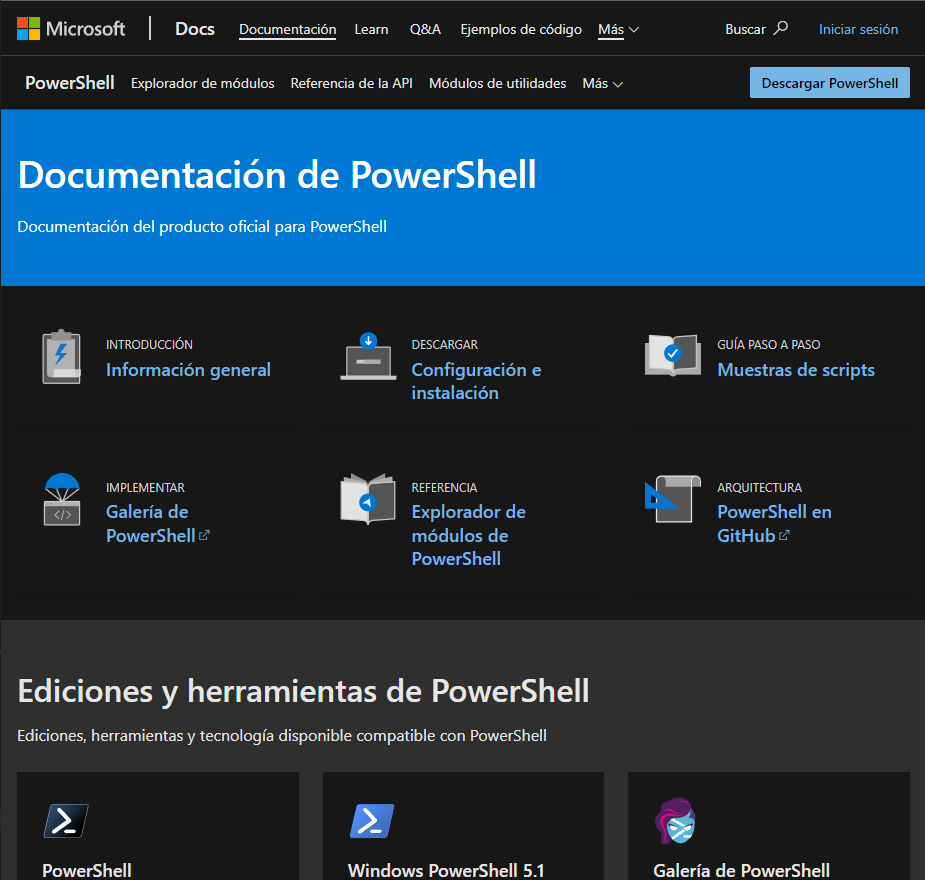 Microsoft Docs Documentación Learn Q&A Ejemplos de código Más Buscar Iniciar sesión
PowerShell Explorador de módulos Referencia de la API Módulos de utilidades Más Descargar PowerShell
Documentación de PowerShell
Documentación del producto oficial para PowerShell
INTRODUCCIÓN
Información general
DESCARGAR
Configuración e
instalación
GUÍA PASO A PASO
Muestras de scripts
IMPLEMENTAR
Galería de
PowerShell
REFERENCIA
Explorador de
módulos de
PowerShell
ARQUITECTURA
PowerShell en
GitHub
Ediciones y herramientas de PowerShell
Ediciones, herramientas y tecnología disponible compatible con PowerShell
PowerShell
Windows PowerShell 5.1
Galería de PowerShell